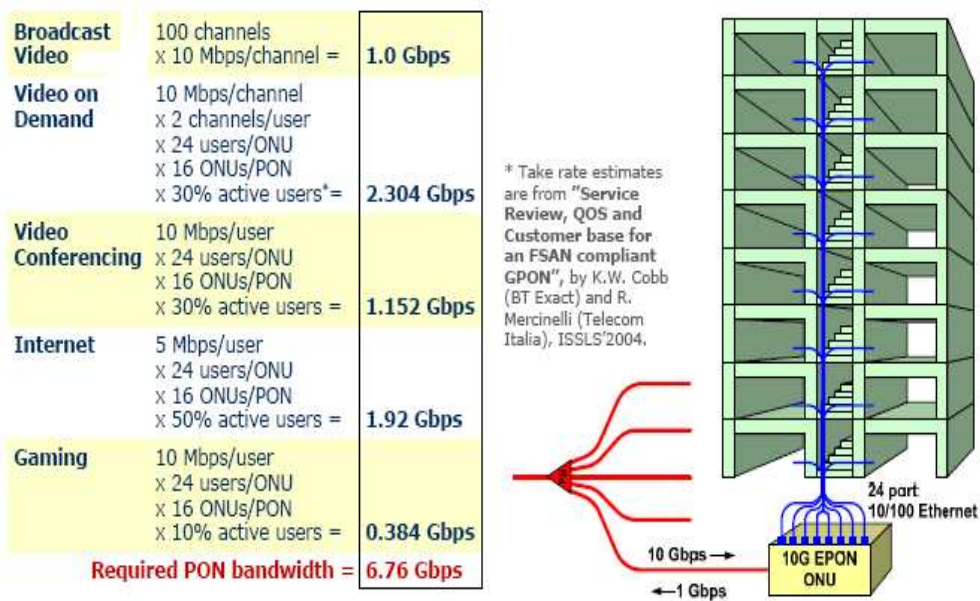 Broadcast Video
100 channels
x 10 Mbps/channel = 1.0 Gbps
Video on Demand
10 Mbps/channel
x 2 channels/user
x 24 users/ONU
x 16 ONUs/PON
x 30% active users*= 2.304 Gbps
Video Conferencing
10 Mbps/user
x 24 users/ONU
x 16 ONUs/PON
x 30% active users = 1.152 Gbps
Internet
5 Mbps/user
x 24 users/ONU
x 16 ONUs/PON
x 50% active users = 1.92 Gbps
Gaming
10 Mbps/user
x 24 users/ONU
x 16 ONUs/PON
x 10% active users = 0.384 Gbps
Required PON bandwidth = 6.76 Gbps
* Take rate estimates
are from "Service
Review, QOS and
Customer base for
an FSAN compliant
GPON", by K.W. Cobb
(BT Exact) and R.
Mercinelli (Telecom
Italia), ISSLS'2004.
24 part
10/100 Ethernet
10 Gbps →
10G EPON
ONU
←1 Gbps